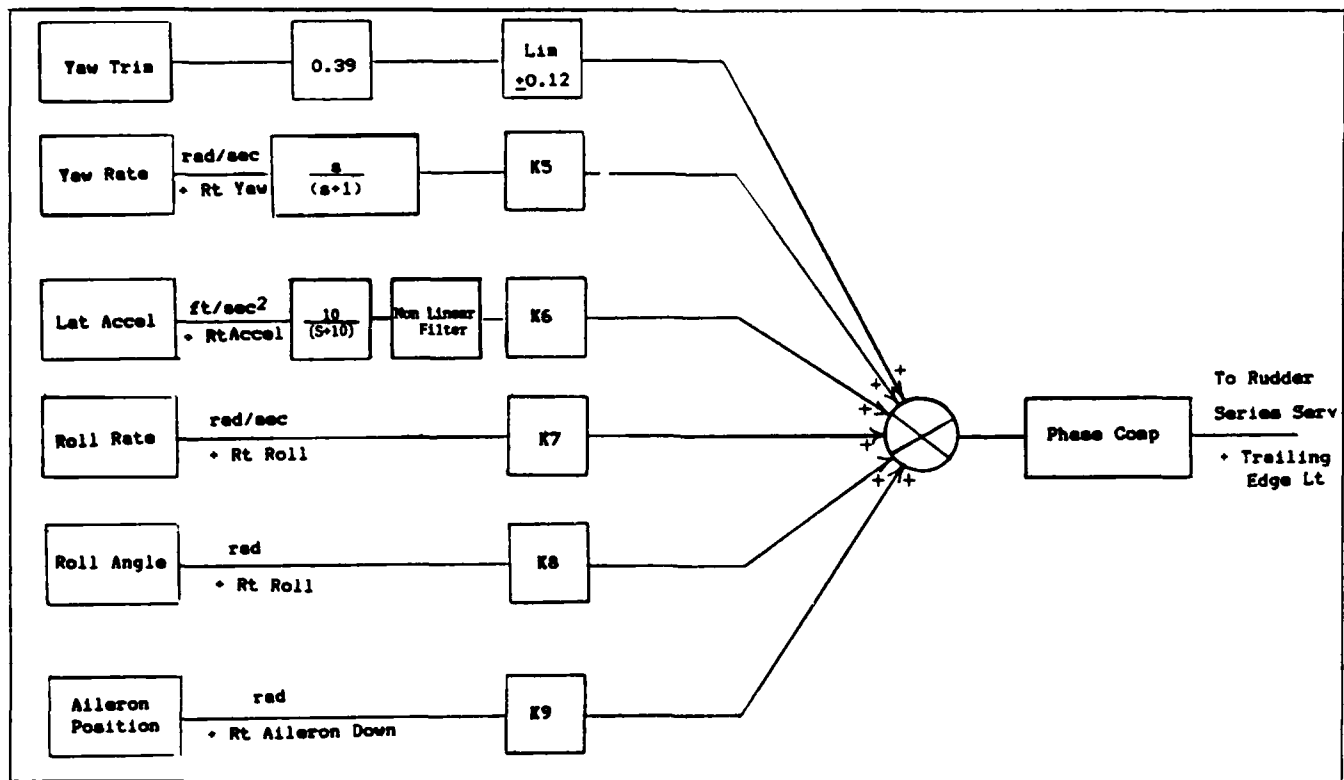 Yaw Trim
0.39
Lim
±0.12
Yaw Rate
rad/sec
+ Rt Yaw
s
(s+1)
K5
Lat Accel
ft/sec2
+ Rt Accel
10
(S+10)
Non Linear
Filter
K6
Roll Rate
rad/sec
+ Rt Roll
K7
Roll Angle
rad
+ Rt Roll
K8
Aileron
Position
rad
+ Rt Aileron Down
K9
+
+
+
+
+
+
Phase Comp
To Rudder
Series Serv
+ Trailing
Edge Lt